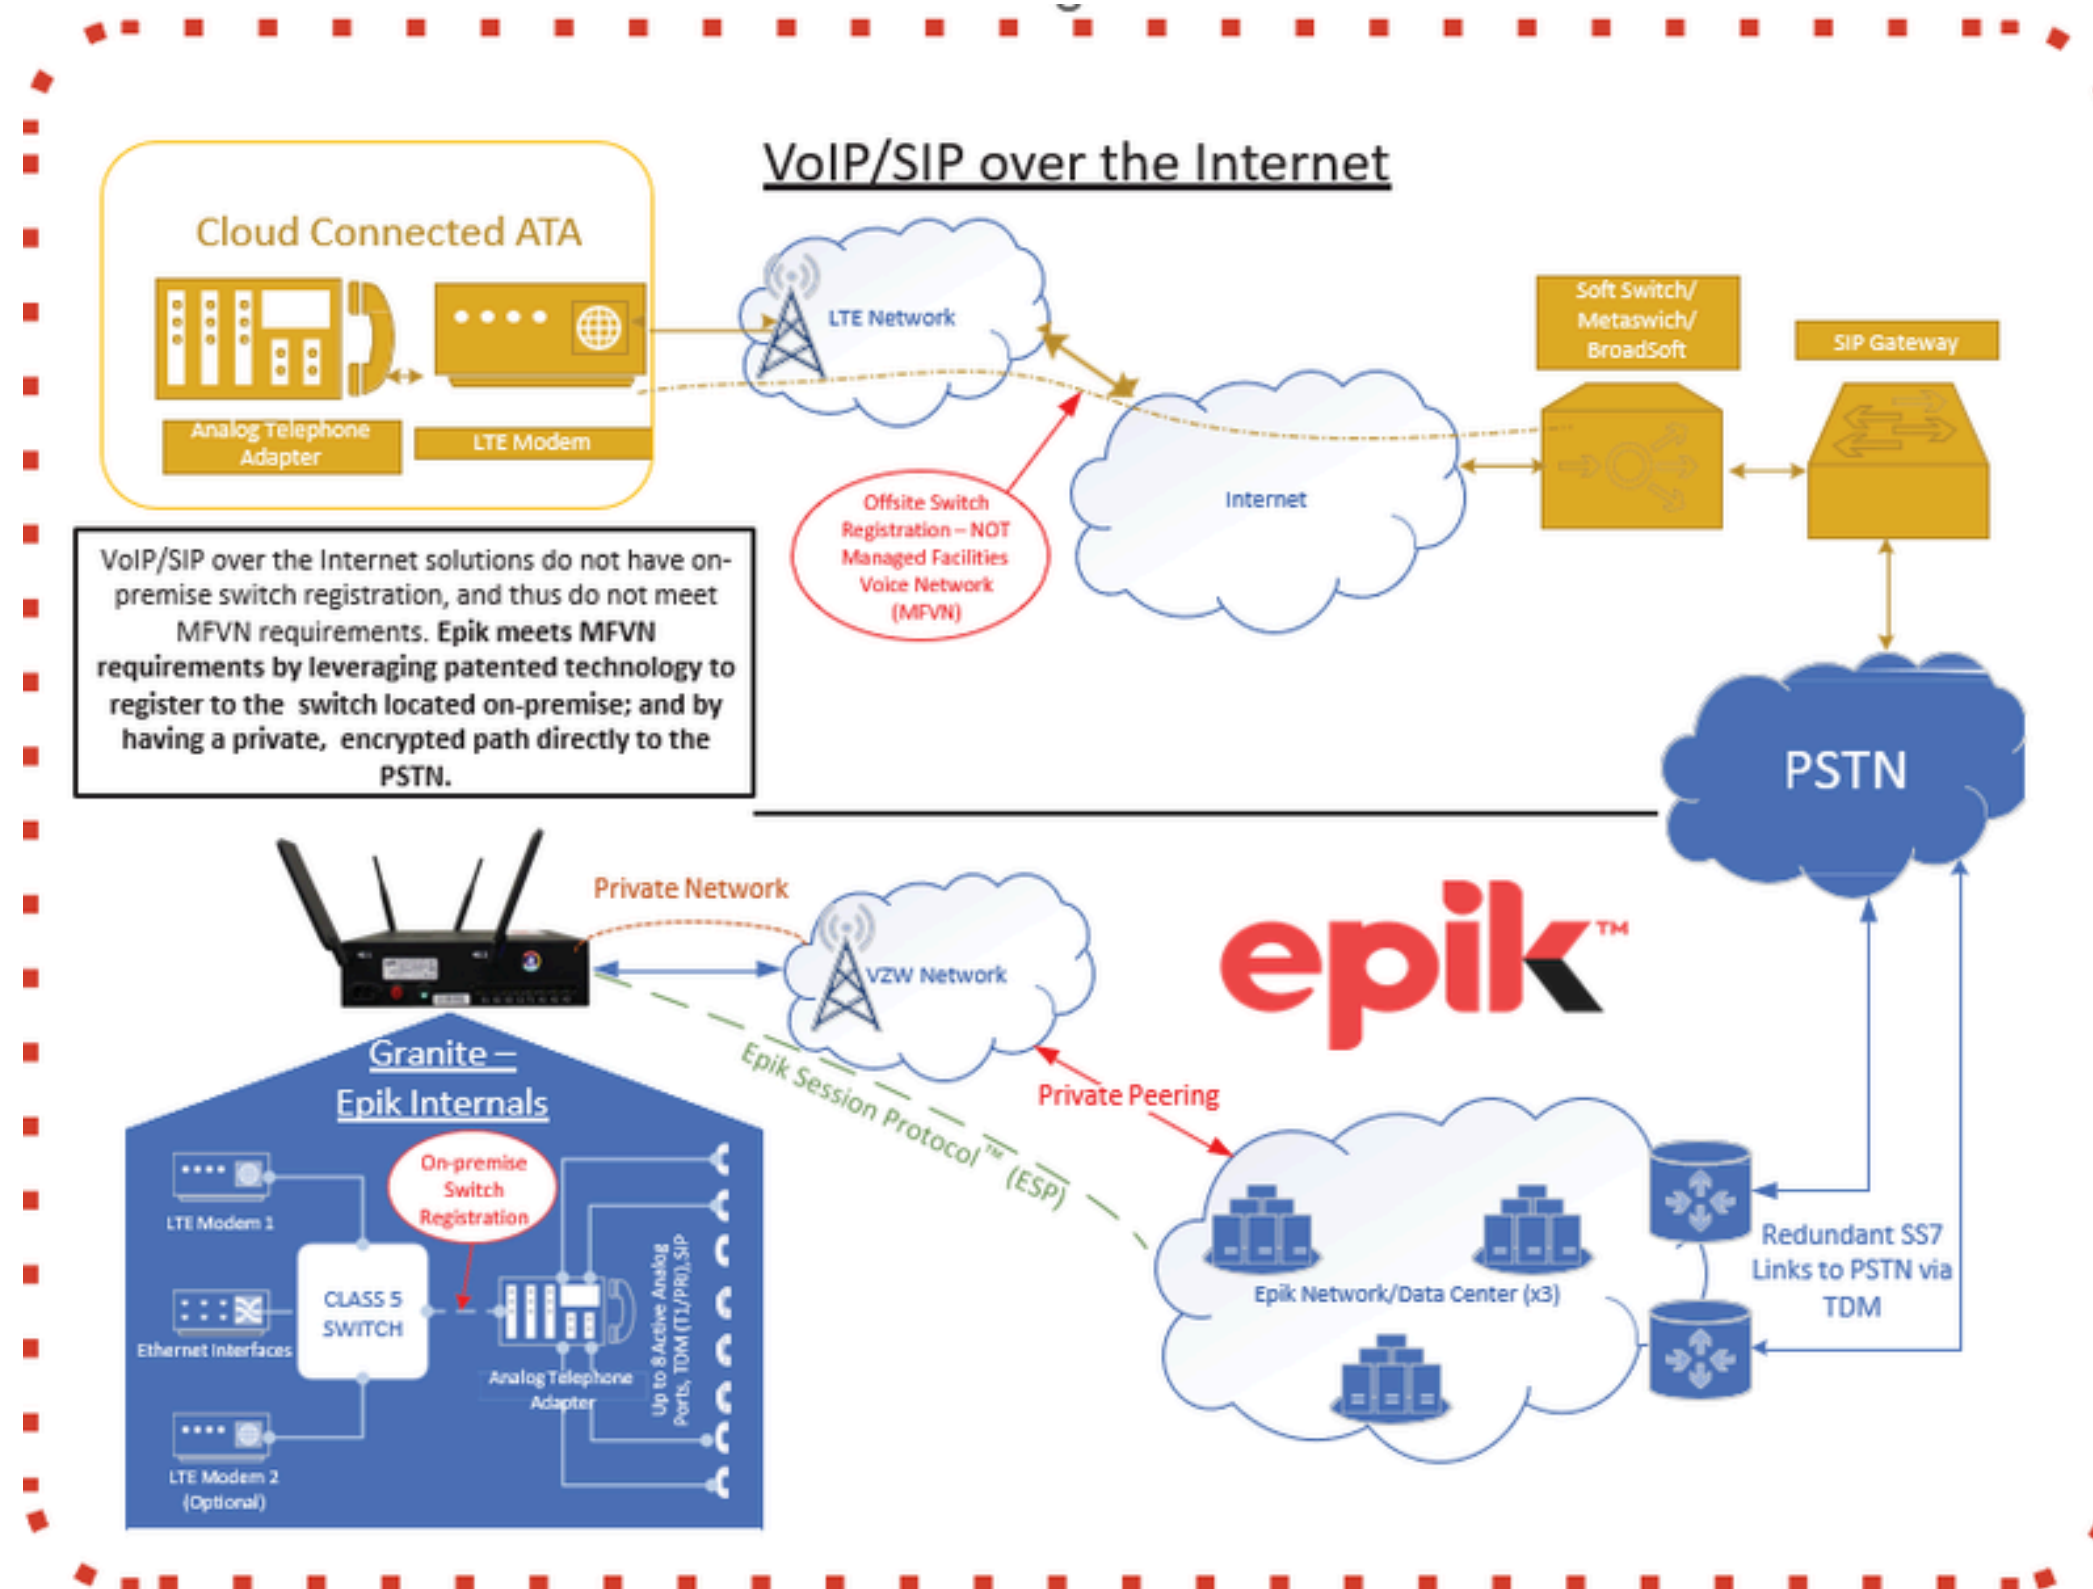 VoIP/SIP over the Internet
Cloud Connected ATA
Analog Telephone
Adapter
LTE Modem
LTE Network
Internet
Soft Switch/
Metaswich/
BroadSoft
SIP Gateway
Offsite Switch
Registration – NOT
Managed Facilities
Voice Network
(MFVN)
VoIP/SIP over the Internet solutions do not have on-
premise switch registration, and thus do not meet
MFVN requirements. Epik meets MFVN
requirements by leveraging patented technology to
register to the switch located on-premise; and by
having a private, encrypted path directly to the
PSTN.
PSTN
Private Network
VZW Network
epik™
Epik Session Protocol™ (ESP)
Private Peering
Granite –
Epik Internals
On-premise
Switch
Registration
LTE Modem 1
CLASS 5
SWITCH
Ethernet Interfaces
Analog Telephone
Adapter
LTE Modem 2
(Optional)
Up to 8 Active Analog
Ports, TDM (T1/PRI),SIP
Epik Network/Data Center (x3)
Redundant SS7
Links to PSTN via
TDM